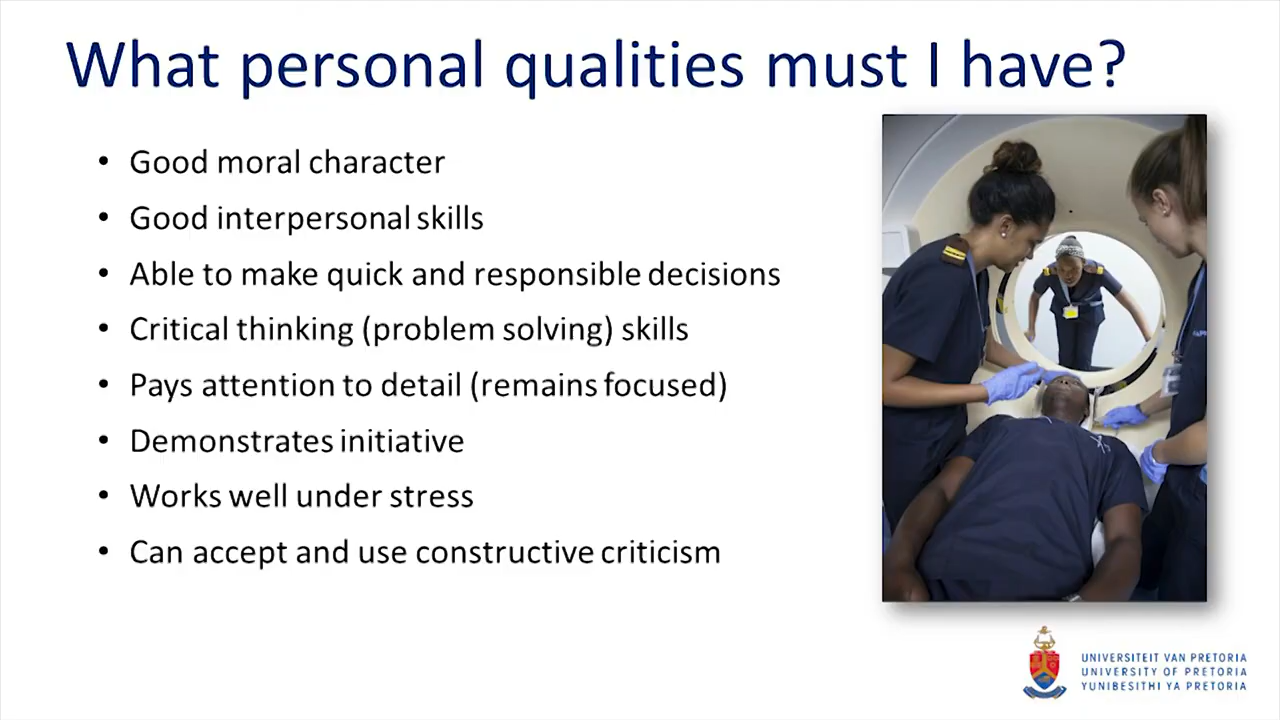 What personal qualities must I have?
• Good moral character
• Good interpersonal skills
• Able to make quick and responsible decisions
• Critical thinking (problem solving) skills
• Pays attention to detail (remains focused)
• Demonstrates initiative
• Works well under stress
• Can accept and use constructive criticism
UNIVERSITEIT VAN PRETORIA
UNIVERSITY OF PRETORIA
YUNIBESITHI YA PRETORIA